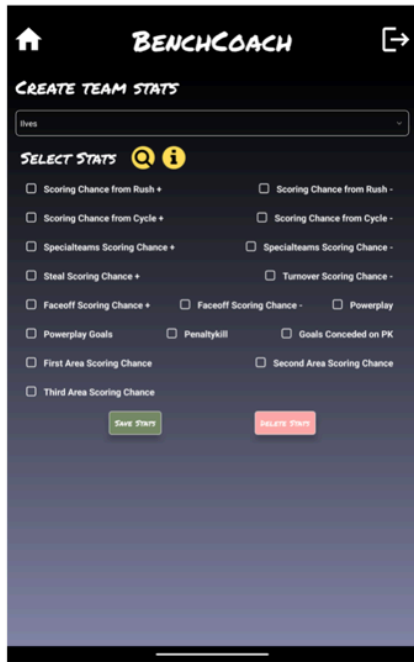 BENCHCOACH
CREATE TEAM STATS
Ilves
SELECT STATS
Scoring Chance from Rush + Scoring Chance from Rush -
Scoring Chance from Cycle + Scoring Chance from Cycle -
Specialteams Scoring Chance + Specialteams Scoring Chance -
Steal Scoring Chance + Turnover Scoring Chance -
Faceoff Scoring Chance + Faceoff Scoring Chance - Powerplay
Powerplay Goals Penaltykill Goals Conceded on PK
First Area Scoring Chance Second Area Scoring Chance
Third Area Scoring Chance
SAVE STATS DELETE STATS